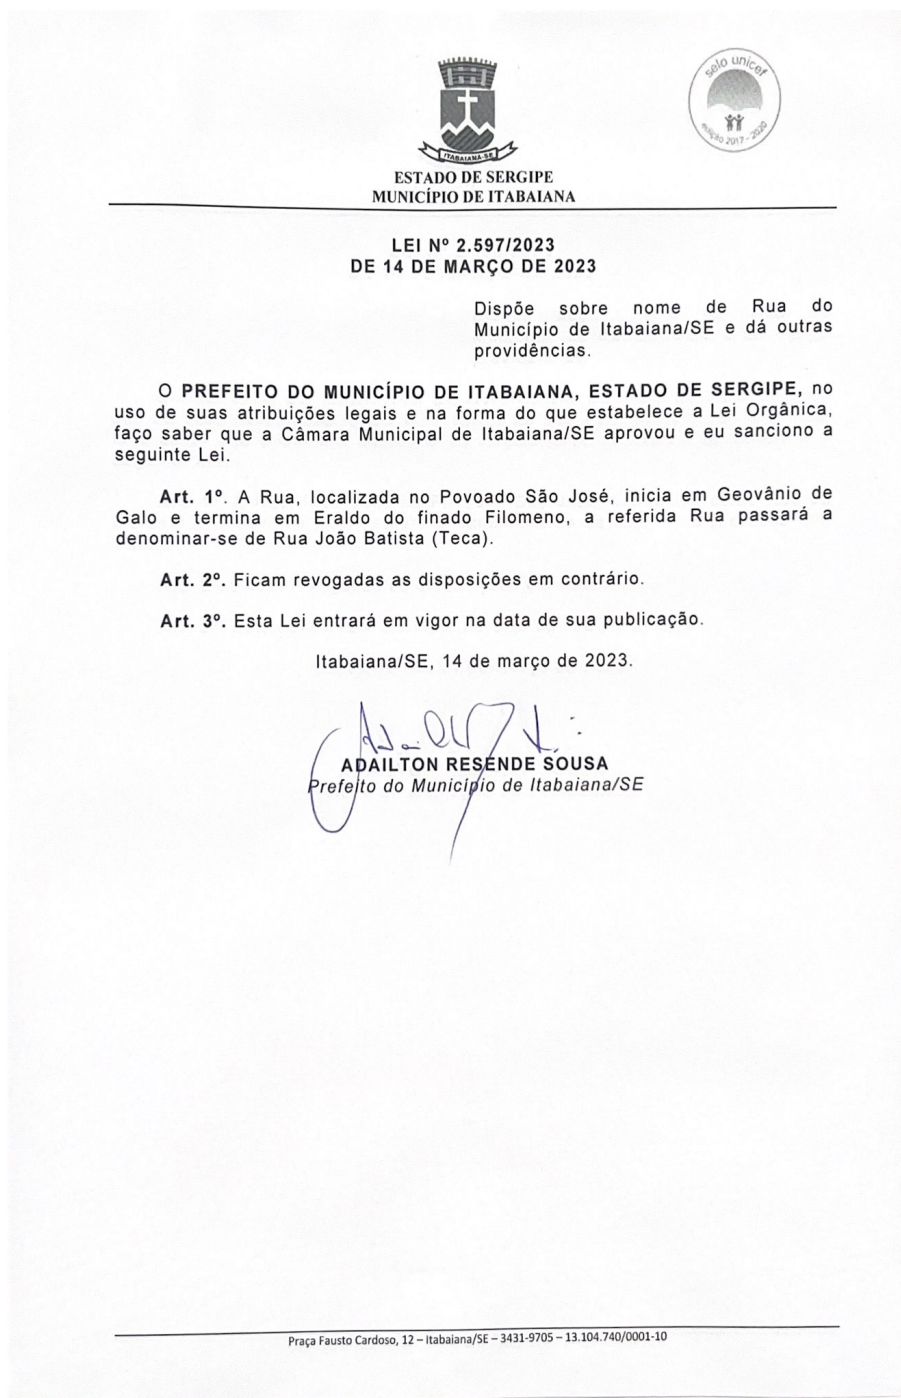 selo unicef
edição 2017 - 2020
ITABAIANA-SE
ESTADO DE SERGIPE
MUNICÍPIO DE ITABAIANA
LEI Nº 2.597/2023
DE 14 DE MARÇO DE 2023
Dispõe sobre nome de Rua do
Município de Itabaiana/SE e dá outras
providências.
O PREFEITO DO MUNICÍPIO DE ITABAIANA, ESTADO DE SERGIPE, no
uso de suas atribuições legais e na forma do que estabelece a Lei Orgânica,
faço saber que a Câmara Municipal de Itabaiana/SE aprovou e eu sanciono a
seguinte Lei.
Art. 1º. A Rua, localizada no Povoado São José, inicia em Geovânio de
Galo e termina em Eraldo do finado Filomeno, a referida Rua passará a
denominar-se de Rua João Batista (Teca).
Art. 2º. Ficam revogadas as disposições em contrário.
Art. 3º. Esta Lei entrará em vigor na data de sua publicação.
Itabaiana/SE, 14 de março de 2023.
ADAILTON RESENDE SOUSA
Prefeito do Município de Itabaiana/SE
Praça Fausto Cardoso, 12 – Itabaiana/SE – 3431-9705 – 13.104.740/0001-10